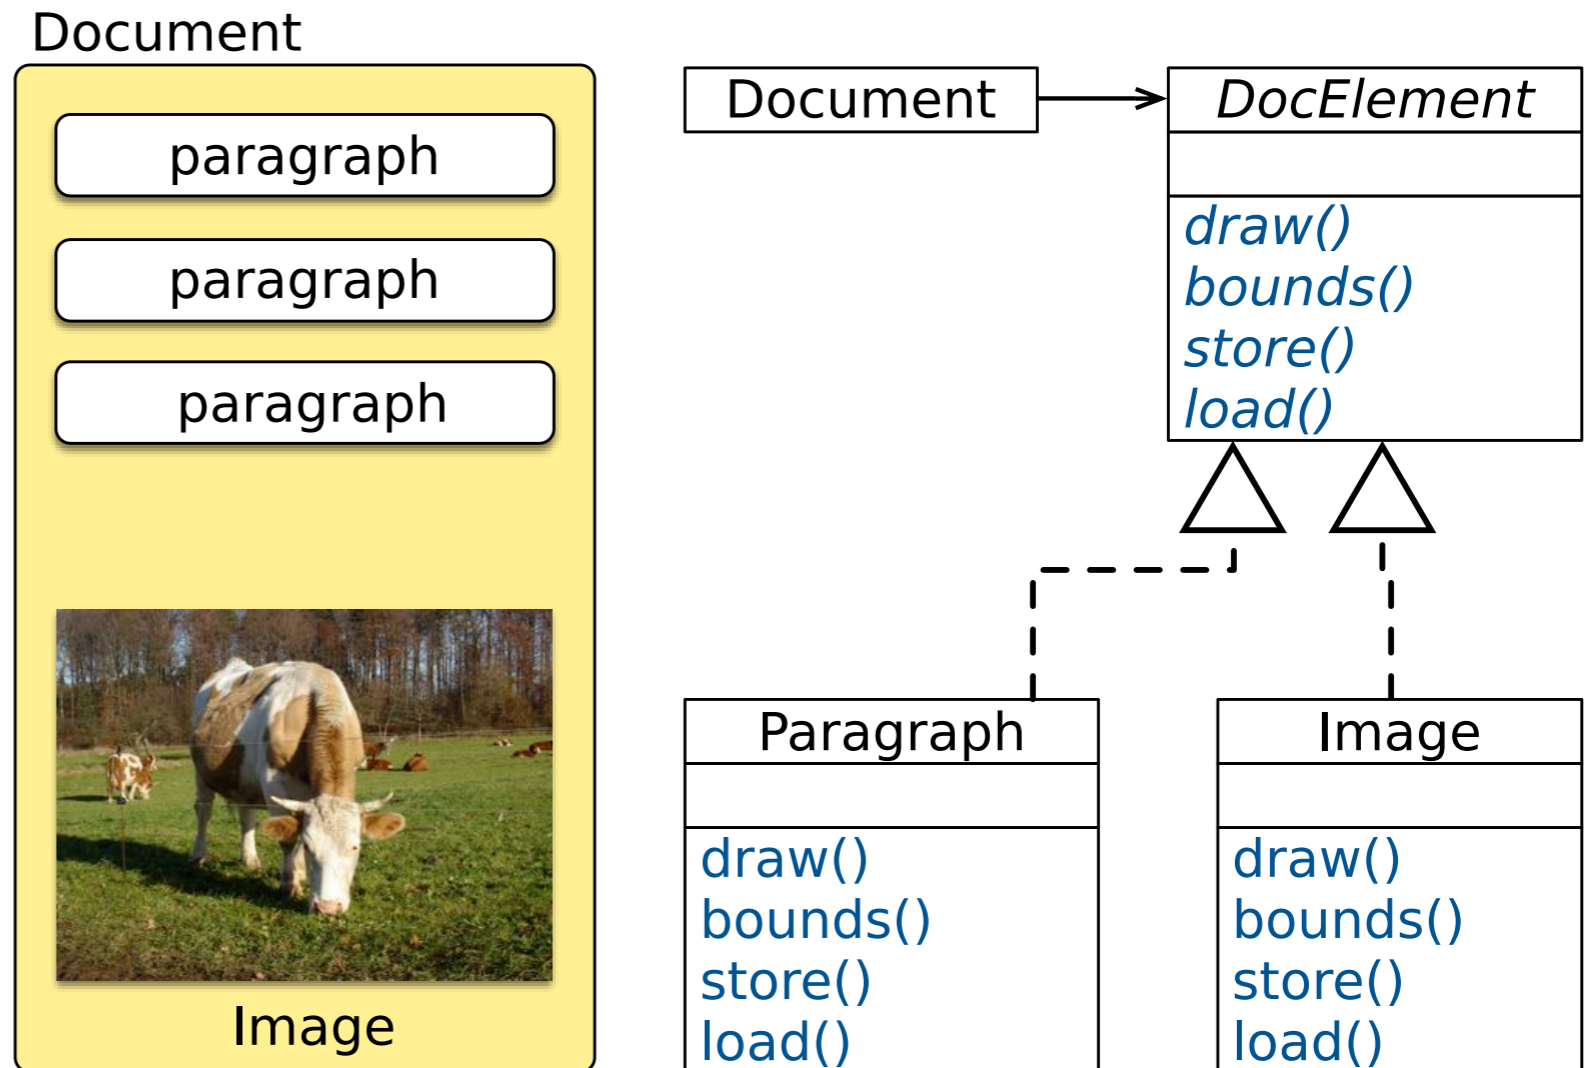 Document
paragraph
paragraph
paragraph
Image
Document
DocElement
draw()
bounds()
store()
load()
Paragraph
draw()
bounds()
store()
load()
Image
draw()
bounds()
store()
load()